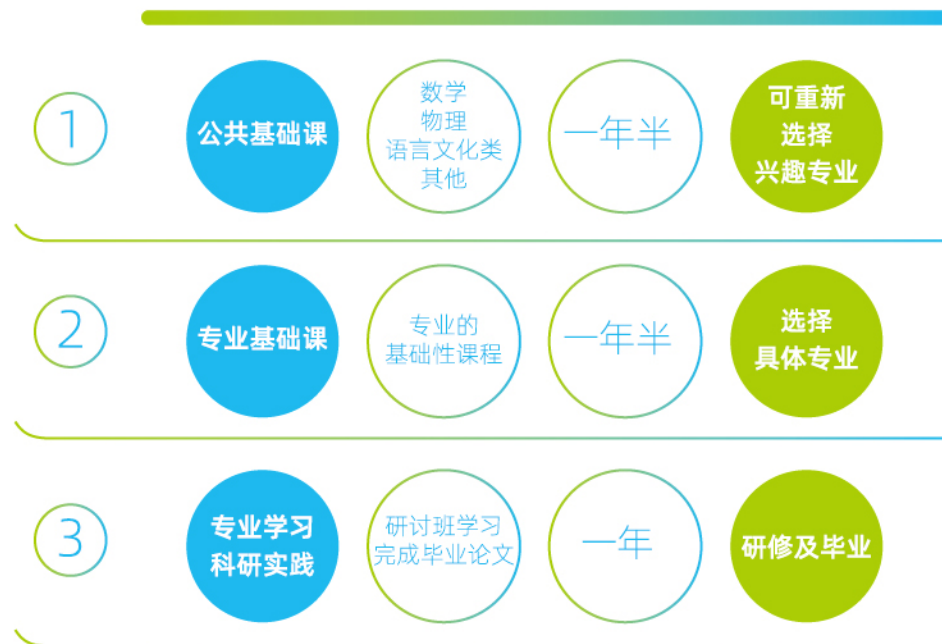 1
公共基础课
数学
物理
语言文化类
其他
一年半
可重新
选择
兴趣专业
2
专业基础课
专业的
基础性课程
一年半
选择
具体专业
3
专业学习
科研实践
研讨班学习
完成毕业论文
一年
研修及毕业